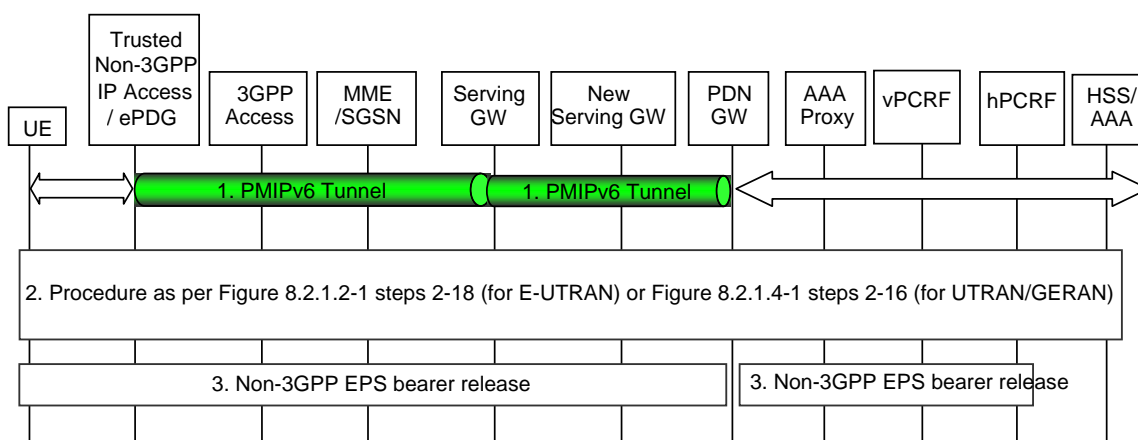 UE
Trusted
Non-3GPP
IP Access
/ ePDG
3GPP
Access
MME
/SGSN
Serving
GW
New
Serving GW
PDN
GW
AAA
Proxy
vPCRF
hPCRF
HSS/
AAA
1. PMIPv6 Tunnel
1. PMIPv6 Tunnel
2. Procedure as per Figure 8.2.1.2-1 steps 2-18 (for E-UTRAN) or Figure 8.2.1.4-1 steps 2-16 (for UTRAN/GERAN)
3. Non-3GPP EPS bearer release
3. Non-3GPP EPS bearer release